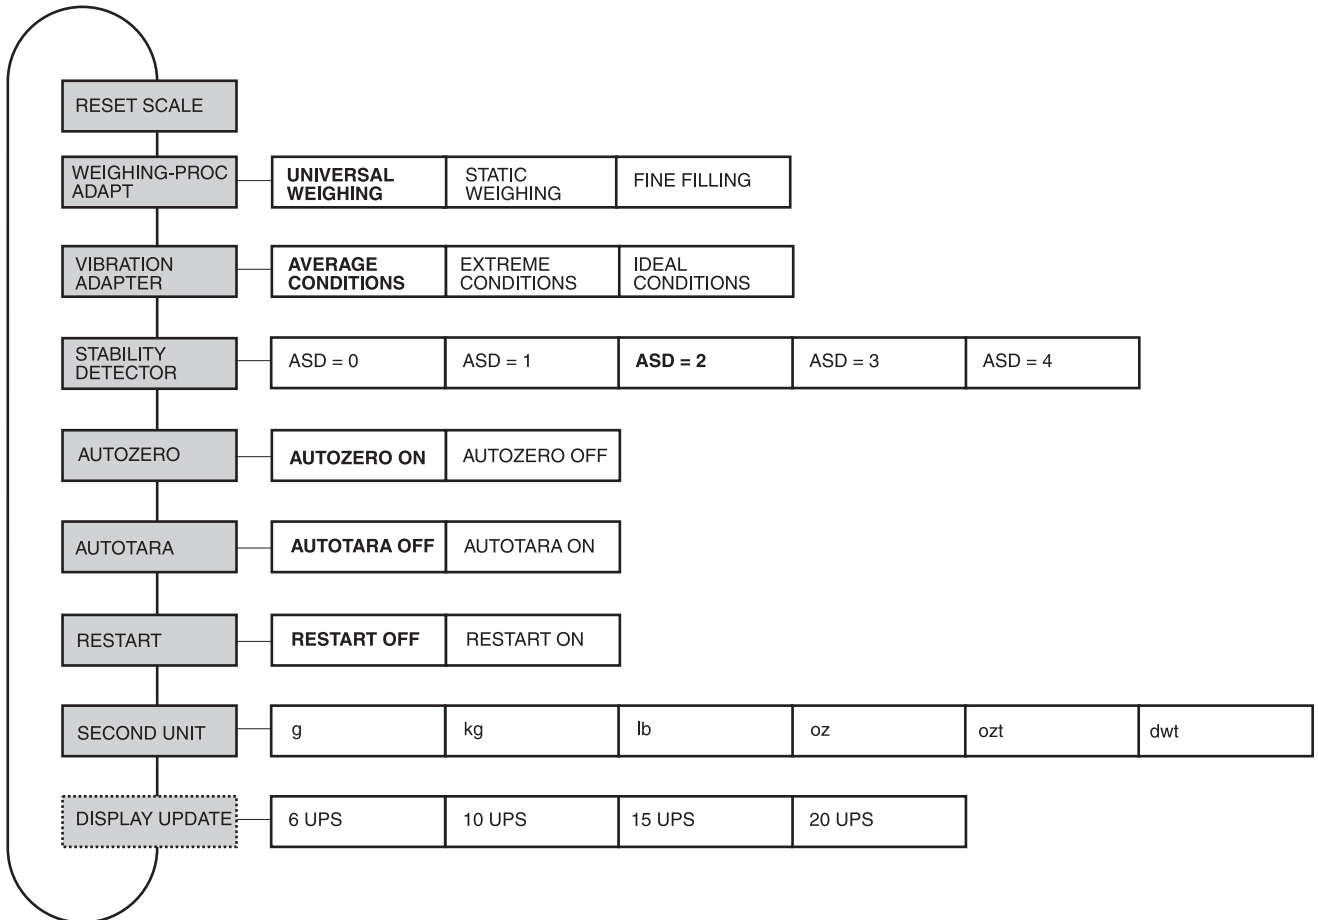 RESET SCALE
WEIGHING-PROC
ADAPT
UNIVERSAL
WEIGHING
STATIC
WEIGHING
FINE FILLING
VIBRATION
ADAPTER
AVERAGE
CONDITIONS
EXTREME
CONDITIONS
IDEAL
CONDITIONS
STABILITY
DETECTOR
ASD = 0
ASD = 1
ASD = 2
ASD = 3
ASD = 4
AUTOZERO
AUTOZERO ON
AUTOZERO OFF
AUTOTARA
AUTOTARA OFF
AUTOTARA ON
RESTART
RESTART OFF
RESTART ON
SECOND UNIT
g
kg
lb
oz
ozt
dwt
DISPLAY UPDATE
6 UPS
10 UPS
15 UPS
20 UPS